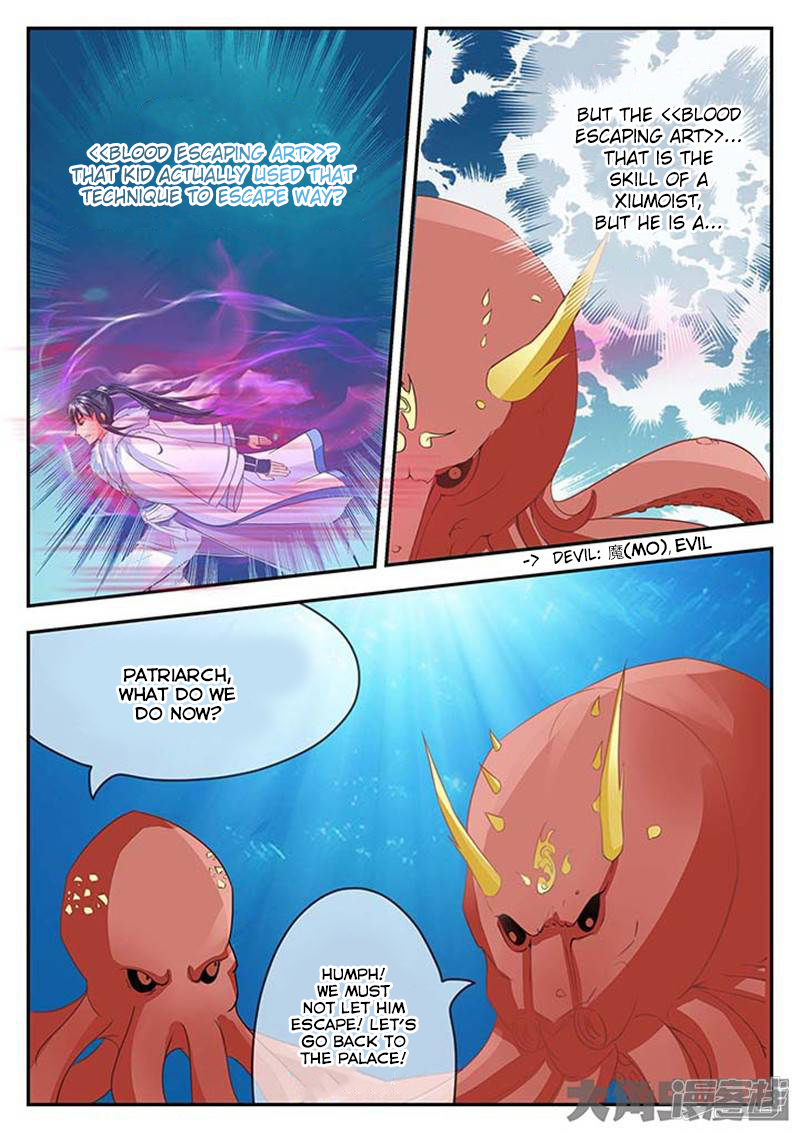 <<BLOOD ESCAPING ART>>?
THAT KID ACTUALLY USED THAT
TECHNIQUE TO ESCAPE WAY?
BUT THE <<BLOOD
ESCAPING ART>>...
THAT IS THE
SKILL OF A
XIUMOIST,
BUT HE IS A...
-> DEVIL: 魔(MO), EVIL
PATRIARCH,
WHAT DO WE
DO NOW?
HUMPH!
WE MUST
NOT LET HIM
ESCAPE! LET'S
GO BACK TO
THE PALACE!